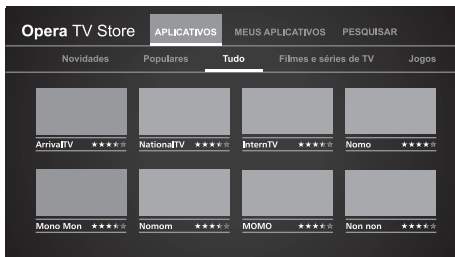 Opera TV Store APLICATIVOS MEUS APLICATIVOS PESQUISAR
Novidades Populares Tudo Filmes e séries de TV Jogos
ArrivalTV ★★★★☆ NationalTV ★★★★☆ InternTV ★★★★☆ Nomo ★★★★☆
Mono Mon ★★★★☆ Nomom ★★★★☆ MOMO ★★★★☆ Non non ★★★★☆